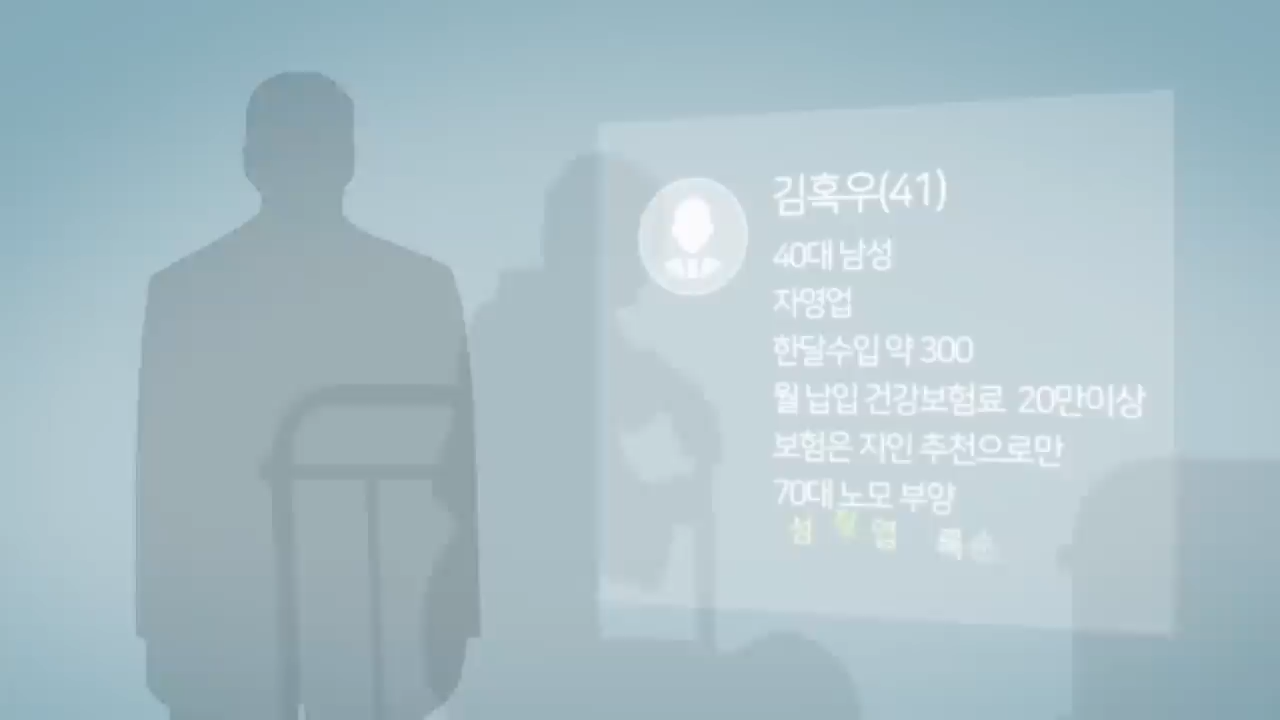 김혹우(41)
40대 남성
자영업
한달수입 약 300
월 납입 건강보험료 20만이상
보험은 지인 추천으로만
70대 노모 부양